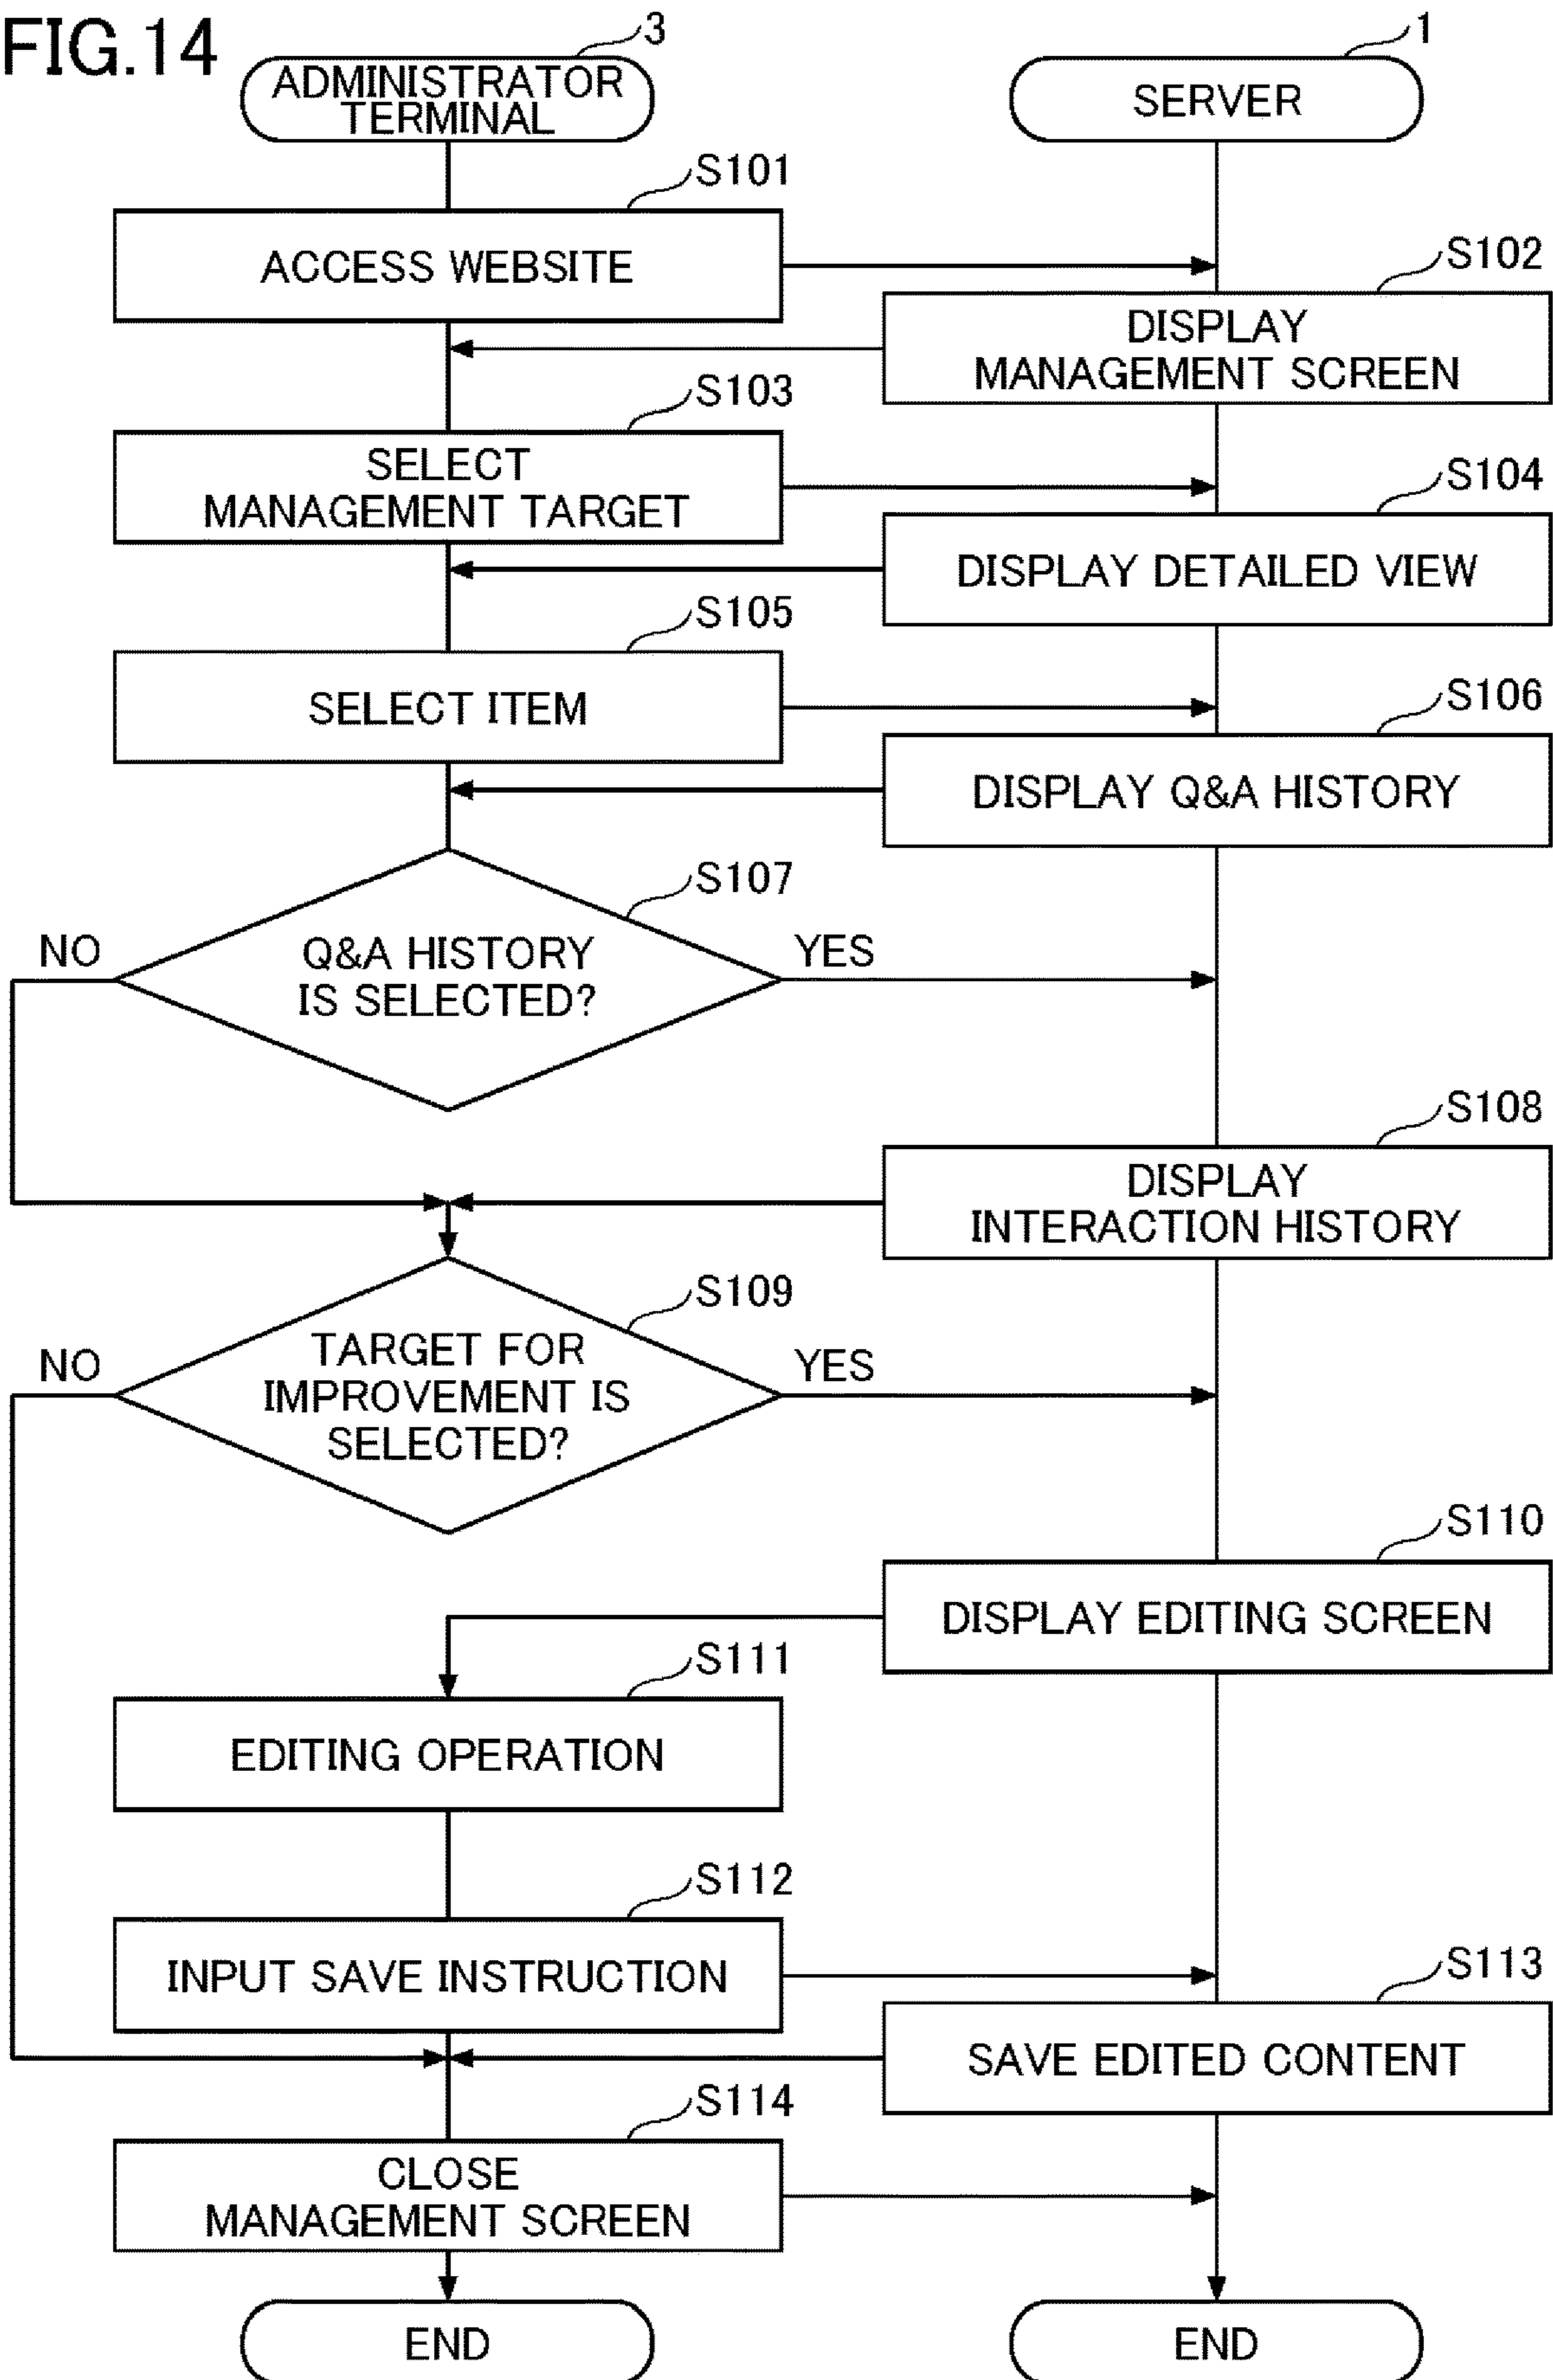 FIG.14
3
1
ADMINISTRATOR
TERMINAL
SERVER
S101
ACCESS WEBSITE
S102
DISPLAY
MANAGEMENT SCREEN
S103
SELECT
MANAGEMENT TARGET
S104
DISPLAY DETAILED VIEW
S105
SELECT ITEM
S106
DISPLAY Q&A HISTORY
S107
NO
Q&A HISTORY
IS SELECTED?
YES
S108
DISPLAY
INTERACTION HISTORY
S109
NO
TARGET FOR
IMPROVEMENT IS
SELECTED?
YES
S110
DISPLAY EDITING SCREEN
S111
EDITING OPERATION
S112
INPUT SAVE INSTRUCTION
S113
SAVE EDITED CONTENT
S114
CLOSE
MANAGEMENT SCREEN
END
END